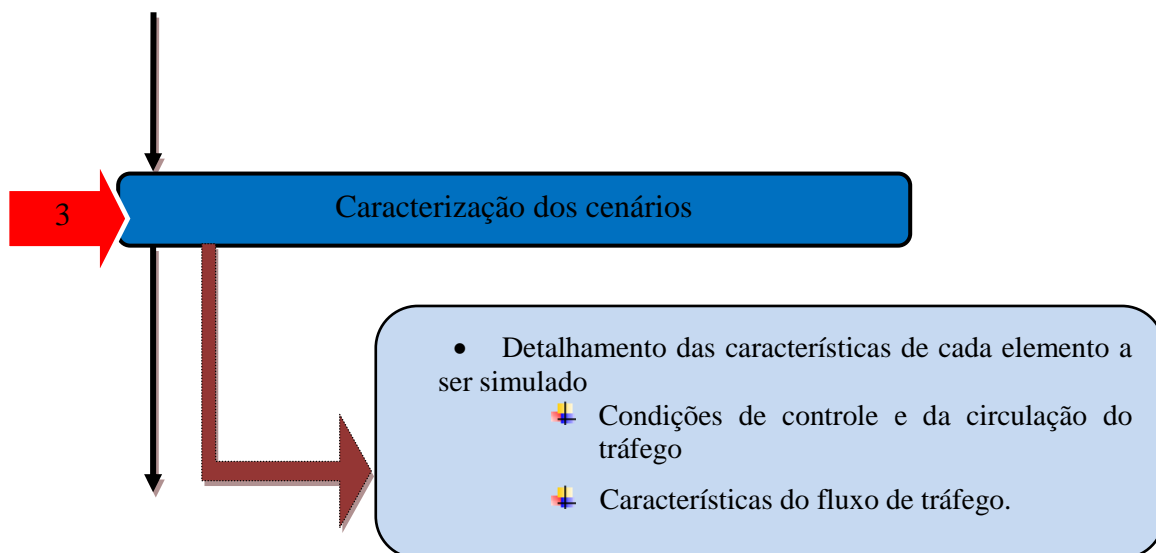 3
Caracterização dos cenários
• Detalhamento das características de cada elemento a
ser simulado
Condições de controle e da circulação do
tráfego
Características do fluxo de tráfego.